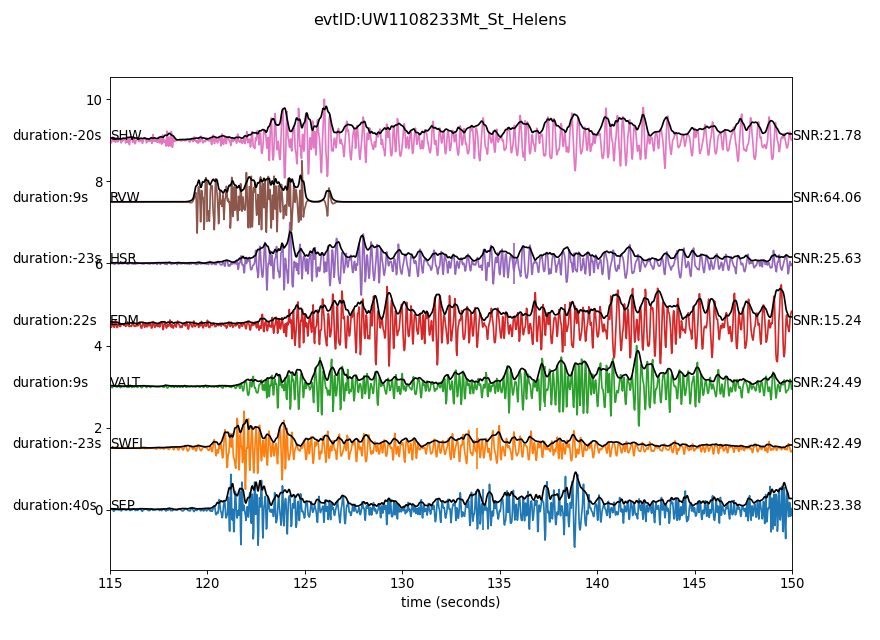 evtID:UW1108233Mt_St_Helens
10
duration:-20s SHW SNR:21.78
8
duration:9s RVW SNR:64.06
duration:-23s HSR SNR:25.63
6
duration:22s EDM SNR:15.24
4
duration:9s VALT SNR:24.49
2
duration:-23s SWFL SNR:42.49
duration:40s SEP SNR:23.38
0
115 120 125 130 135 140 145 150
time (seconds)